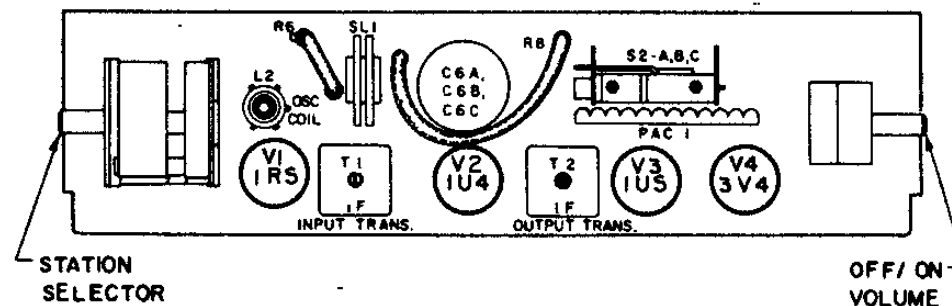 R6
SL1
R8
S2-A,B,C
L2
OSC
COIL
C6A,
C6B,
C6C
PAC 1
V1
1R5
T1
IF
INPUT TRANS.
V2
1U4
T2
IF
OUTPUT TRANS.
V3
1U5
V4
3V4
STATION
SELECTOR
OFF/ON
VOLUME